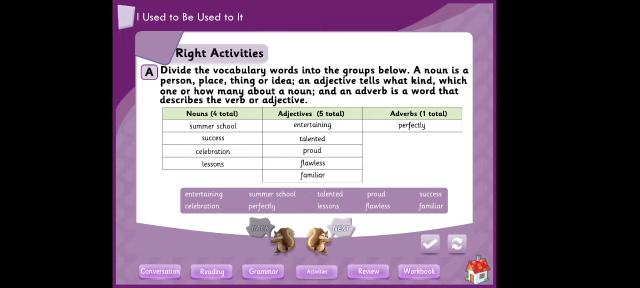 I Used to Be Used to It
Right Activities
A Divide the vocabulary words into the groups below. A noun is a
person, place, thing or idea; an adjective tells what kind, which
one or how many about a noun; and an adverb is a word that
describes the verb or adjective.
Nouns (4 total) Adjectives (5 total) Adverbs (1 total)
summer school entertaining perfectly
success talented
celebration proud
lessons flawless
familiar
entertaining summer school talented proud success
celebration perfectly lessons flawless familiar
BACK NEXT
Conversation Reading Grammar Activities Review Workbook